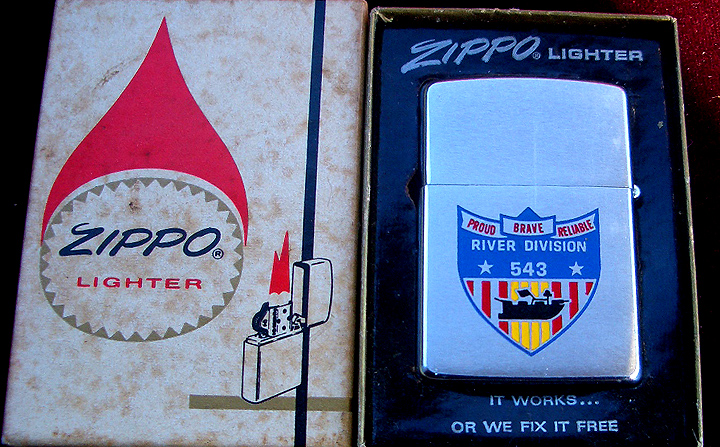 ZIPPO®
LIGHTER
ZIPPO® LIGHTER
PROUD BRAVE RELIABLE
RIVER DIVISION
543
IT WORKS...
OR WE FIX IT FREE